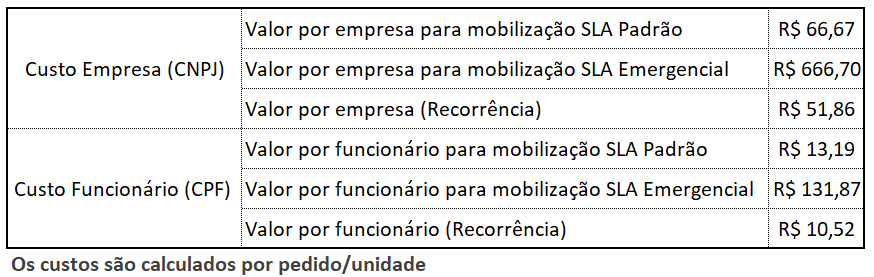 Custo Empresa (CNPJ)
Valor por empresa para mobilização SLA Padrão R$ 66,67
Valor por empresa para mobilização SLA Emergencial R$ 666,70
Valor por empresa (Recorrência) R$ 51,86
Custo Funcionário (CPF)
Valor por funcionário para mobilização SLA Padrão R$ 13,19
Valor por funcionário para mobilização SLA Emergencial R$ 131,87
Valor por funcionário (Recorrência) R$ 10,52
Os custos são calculados por pedido/unidade